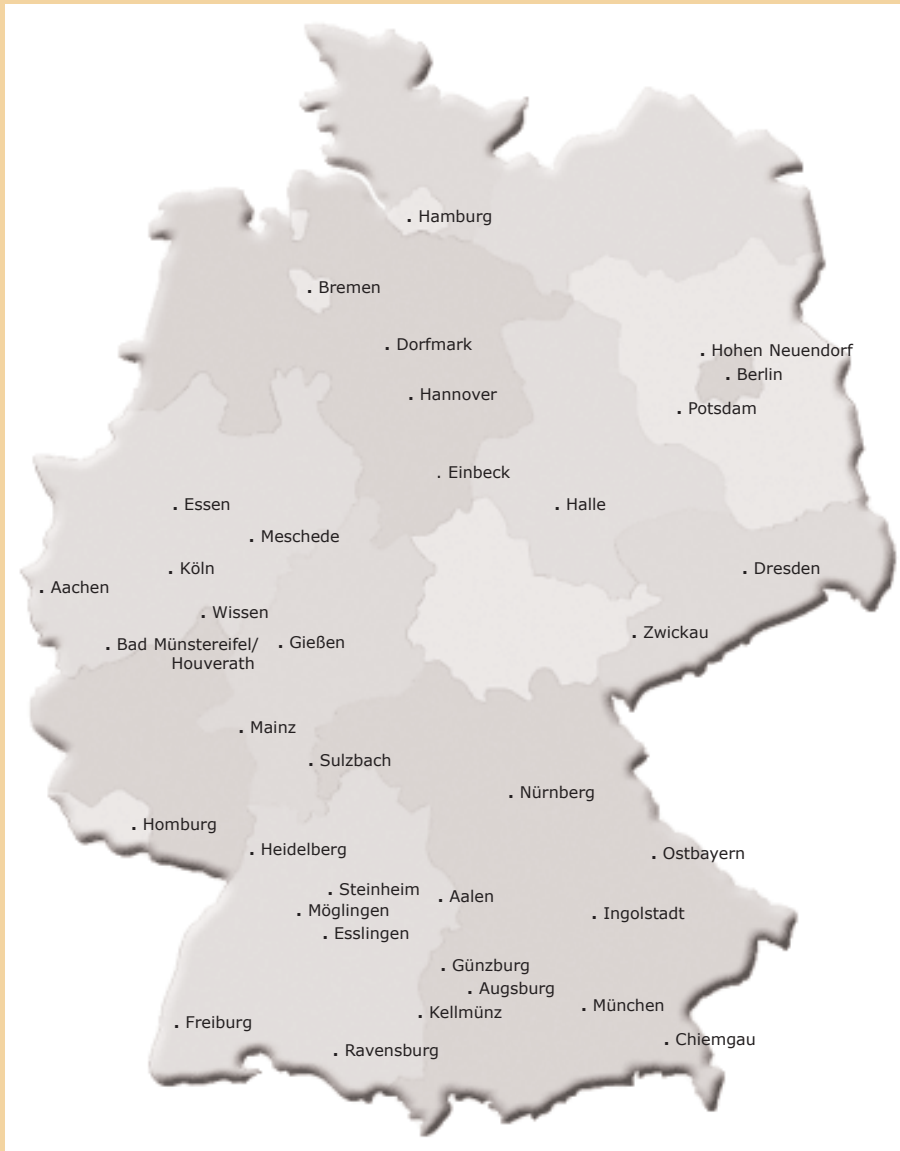 . Hamburg
. Bremen
. Dorfmark
. Hohen Neuendorf
. Berlin
. Hannover
. Potsdam
. Einbeck
. Essen
. Halle
. Meschede
. Köln
. Dresden
. Aachen
. Wissen
. Zwickau
. Bad Münstereifel/
Houverath
. Gießen
. Mainz
. Sulzbach
. Nürnberg
. Homburg
. Heidelberg
. Ostbayern
. Steinheim
. Aalen
. Möglingen
. Ingolstadt
. Esslingen
. Günzburg
. Augsburg
. München
. Kellmünz
. Freiburg
. Chiemgau
. Ravensburg